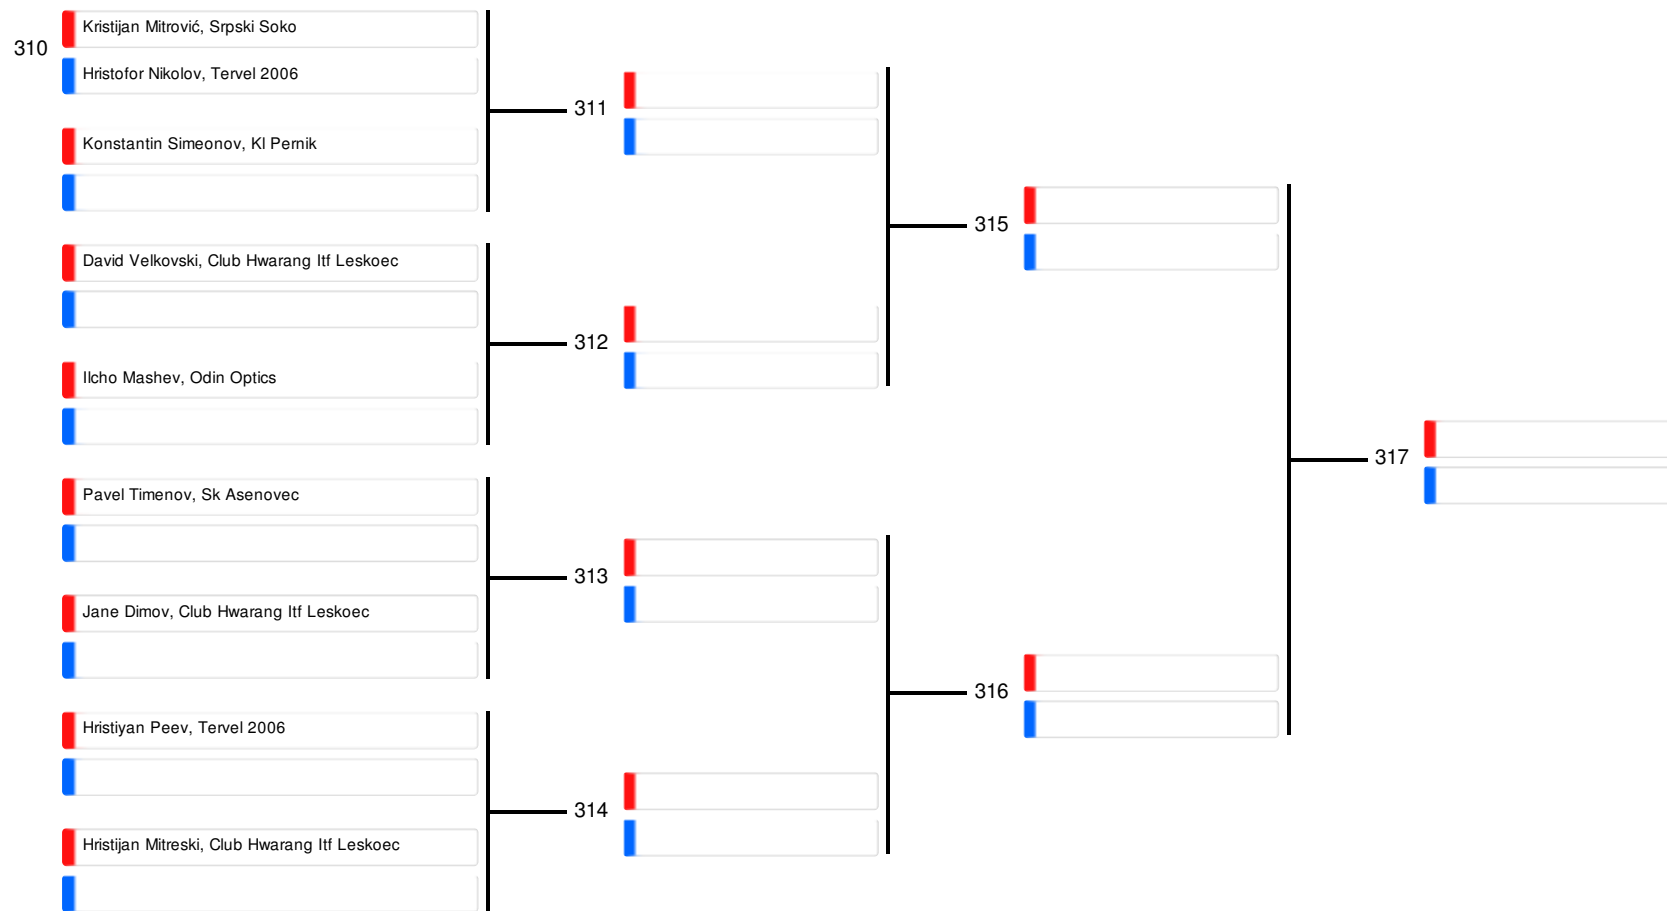 310
Kristijan Mitrović, Srpski Soko
Hristofor Nikolov, Tervel 2006
Konstantin Simeonov, Kl Pernik
David Velkovski, Club Hwarang Itf Leskoec
Ilcho Mashev, Odin Optics
Pavel Timenov, Sk Asenovec
Jane Dimov, Club Hwarang Itf Leskoec
Hristiyan Peev, Tervel 2006
Hristijan Mitreski, Club Hwarang Itf Leskoec
311
312
313
314
315
316
317